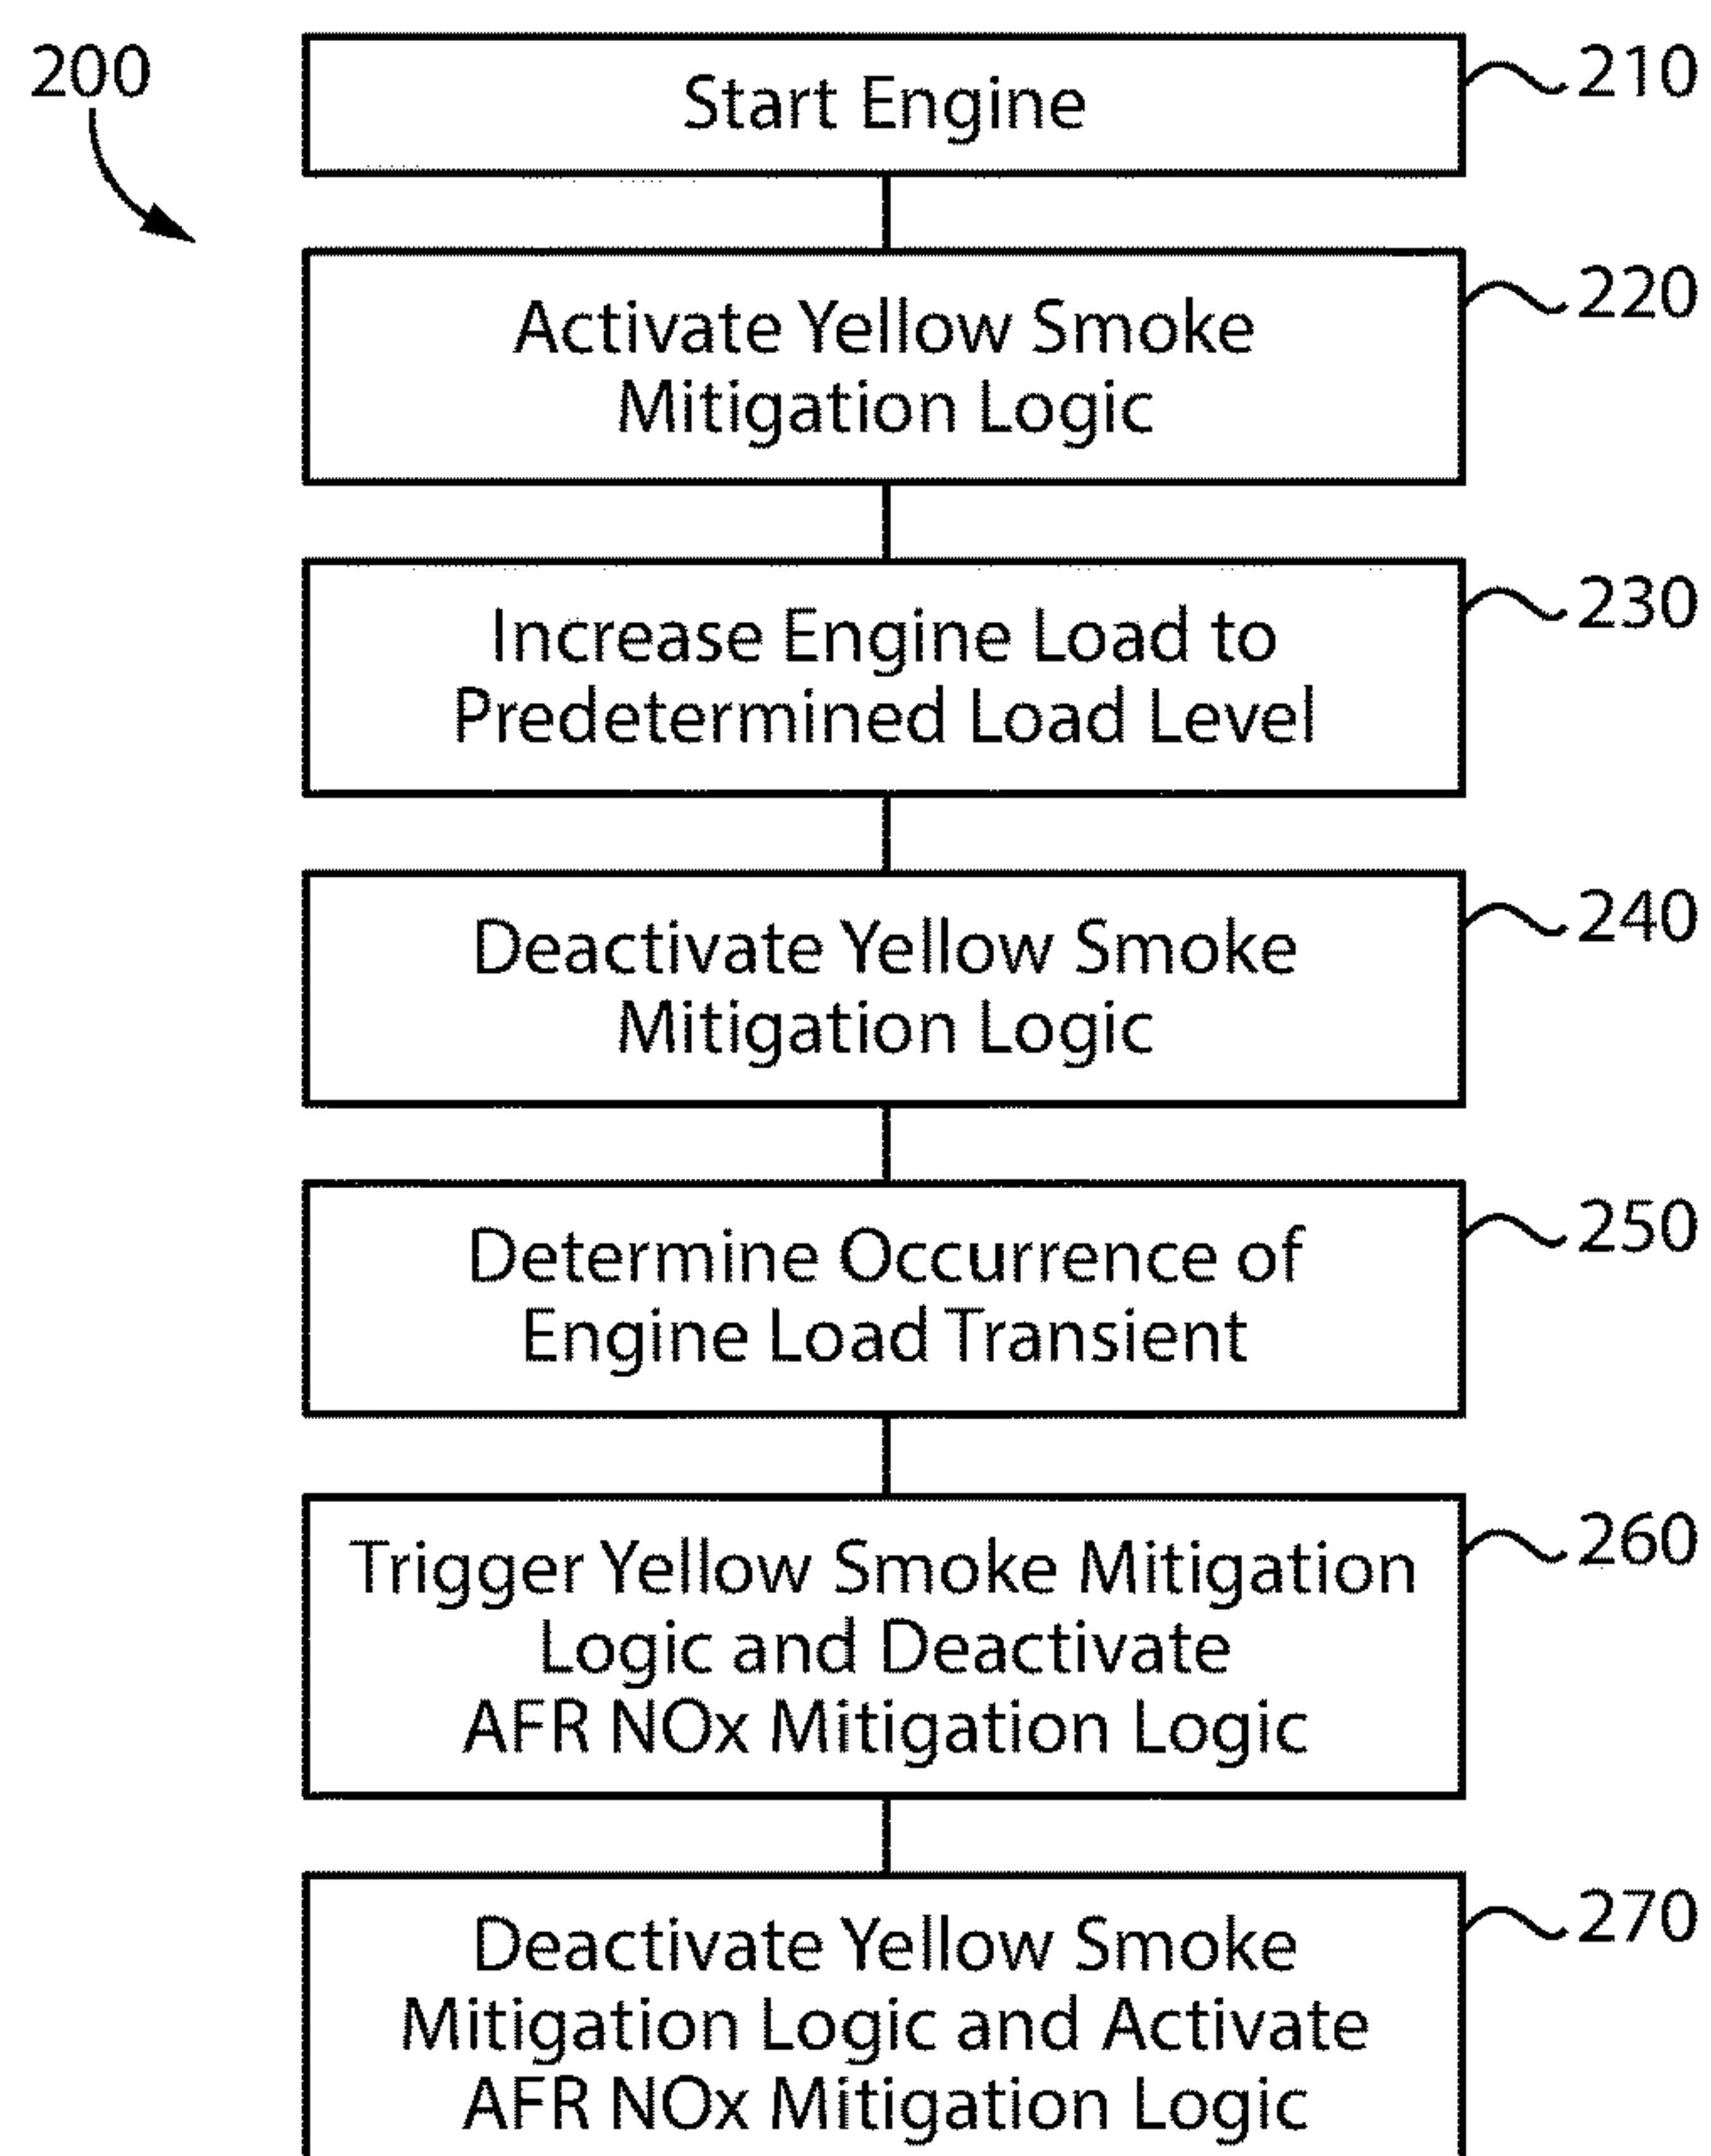 200
Start Engine
210
Activate Yellow Smoke
Mitigation Logic
220
Increase Engine Load to
Predetermined Load Level
230
Deactivate Yellow Smoke
Mitigation Logic
240
Determine Occurrence of
Engine Load Transient
250
Trigger Yellow Smoke Mitigation
Logic and Deactivate
AFR NOx Mitigation Logic
260
Deactivate Yellow Smoke
Mitigation Logic and Activate
AFR NOx Mitigation Logic
270